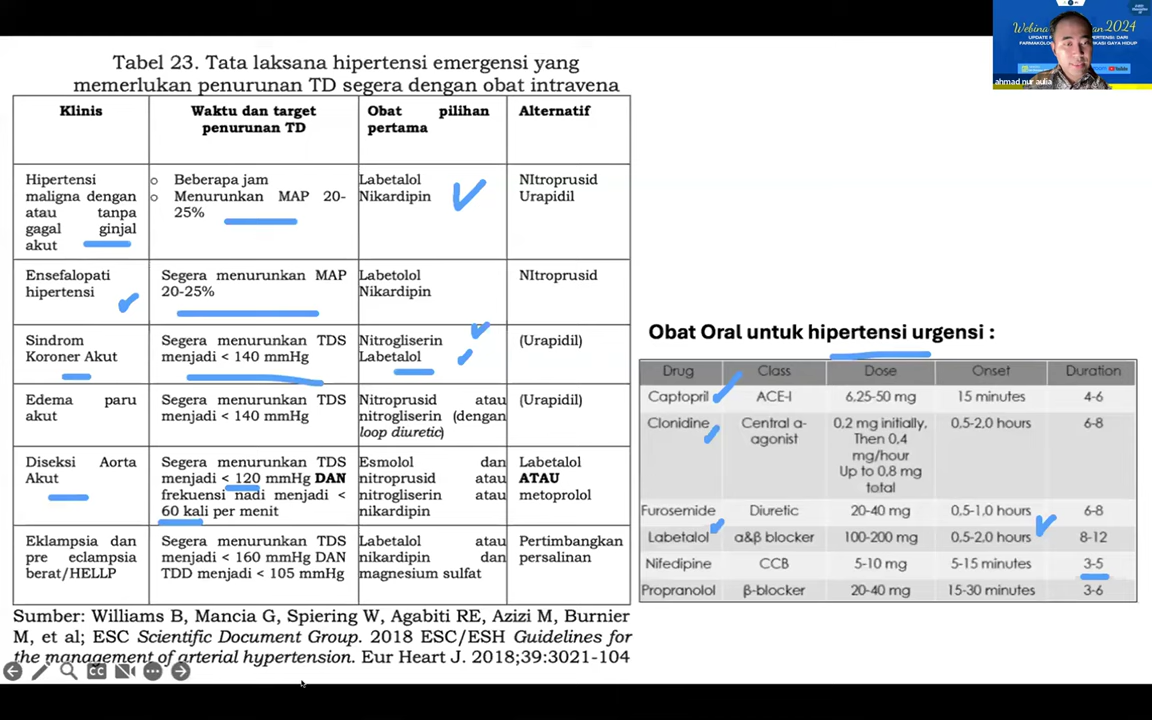 Webina 2024
UPDATE
FARMAKOLO
YouTube
ahmad nur aulia
Tabel 23. Tata laksana hipertensi emergensi yang
memerlukan penurunan TD segera dengan obat intravena
Klinis
Waktu dan target
penurunan TD
Obat pilihan
pertama
Alternatif
Hipertensi
maligna dengan
atau tanpa
gagal ginjal
akut
o Beberapa jam
o Menurunkan MAP 20-
25%
Labetalol
Nikardipin
NItroprusid
Urapidil
Ensefalopati
hipertensi
Segera menurunkan MAP
20-25%
Labetolol
Nikardipin
NItroprusid
Sindrom
Koroner Akut
Segera menurunkan TDS
menjadi < 140 mmHg
Nitrogliserin
Labetalol
(Urapidil)
Edema paru
akut
Segera menurunkan TDS
menjadi < 140 mmHg
Nitroprusid atau
nitrogliserin (dengan
loop diuretic)
(Urapidil)
Diseksi Aorta
Akut
Segera menurunkan TDS
menjadi < 120 mmHg DAN
frekuensi nadi menjadi <
60 kali per menit
Esmolol dan
nitroprusid atau
nitrogliserin atau
nikardipin
Labetalol
ATAU
metoprolol
Eklampsia dan
pre eclampsia
berat/HELLP
Segera menurunkan TDS
menjadi < 160 mmHg DAN
TDD menjadi < 105 mmHg
Labetalol atau
nikardipin dan
magnesium sulfat
Pertimbangkan
persalinan
Sumber: Williams B, Mancia G, Spiering W, Agabiti RE, Azizi M, Burnier
M, et al; ESC Scientific Document Group. 2018 ESC/ESH Guidelines for
the management of arterial hypertension. Eur Heart J. 2018;39:3021-104
CC
Obat Oral untuk hipertensi urgensi :
Drug Class Dose Onset Duration
Captopril ACE-I 6,25-50 mg 15 minutes 4-6
Clonidine Central a-
agonist
0,2 mg initially,
Then 0,4
mg/hour
Up to 0,8 mg
total
0,5-2,0 hours 6-8
Furosemide Diuretic 20-40 mg 0,5-1,0 hours 6-8
Labetalol α&β blocker 100-200 mg 0,5-2,0 hours 8-12
Nifedipine CCB 5-10 mg 5-15 minutes 3-5
Propranolol β-blocker 20-40 mg 15-30 minutes 3-6